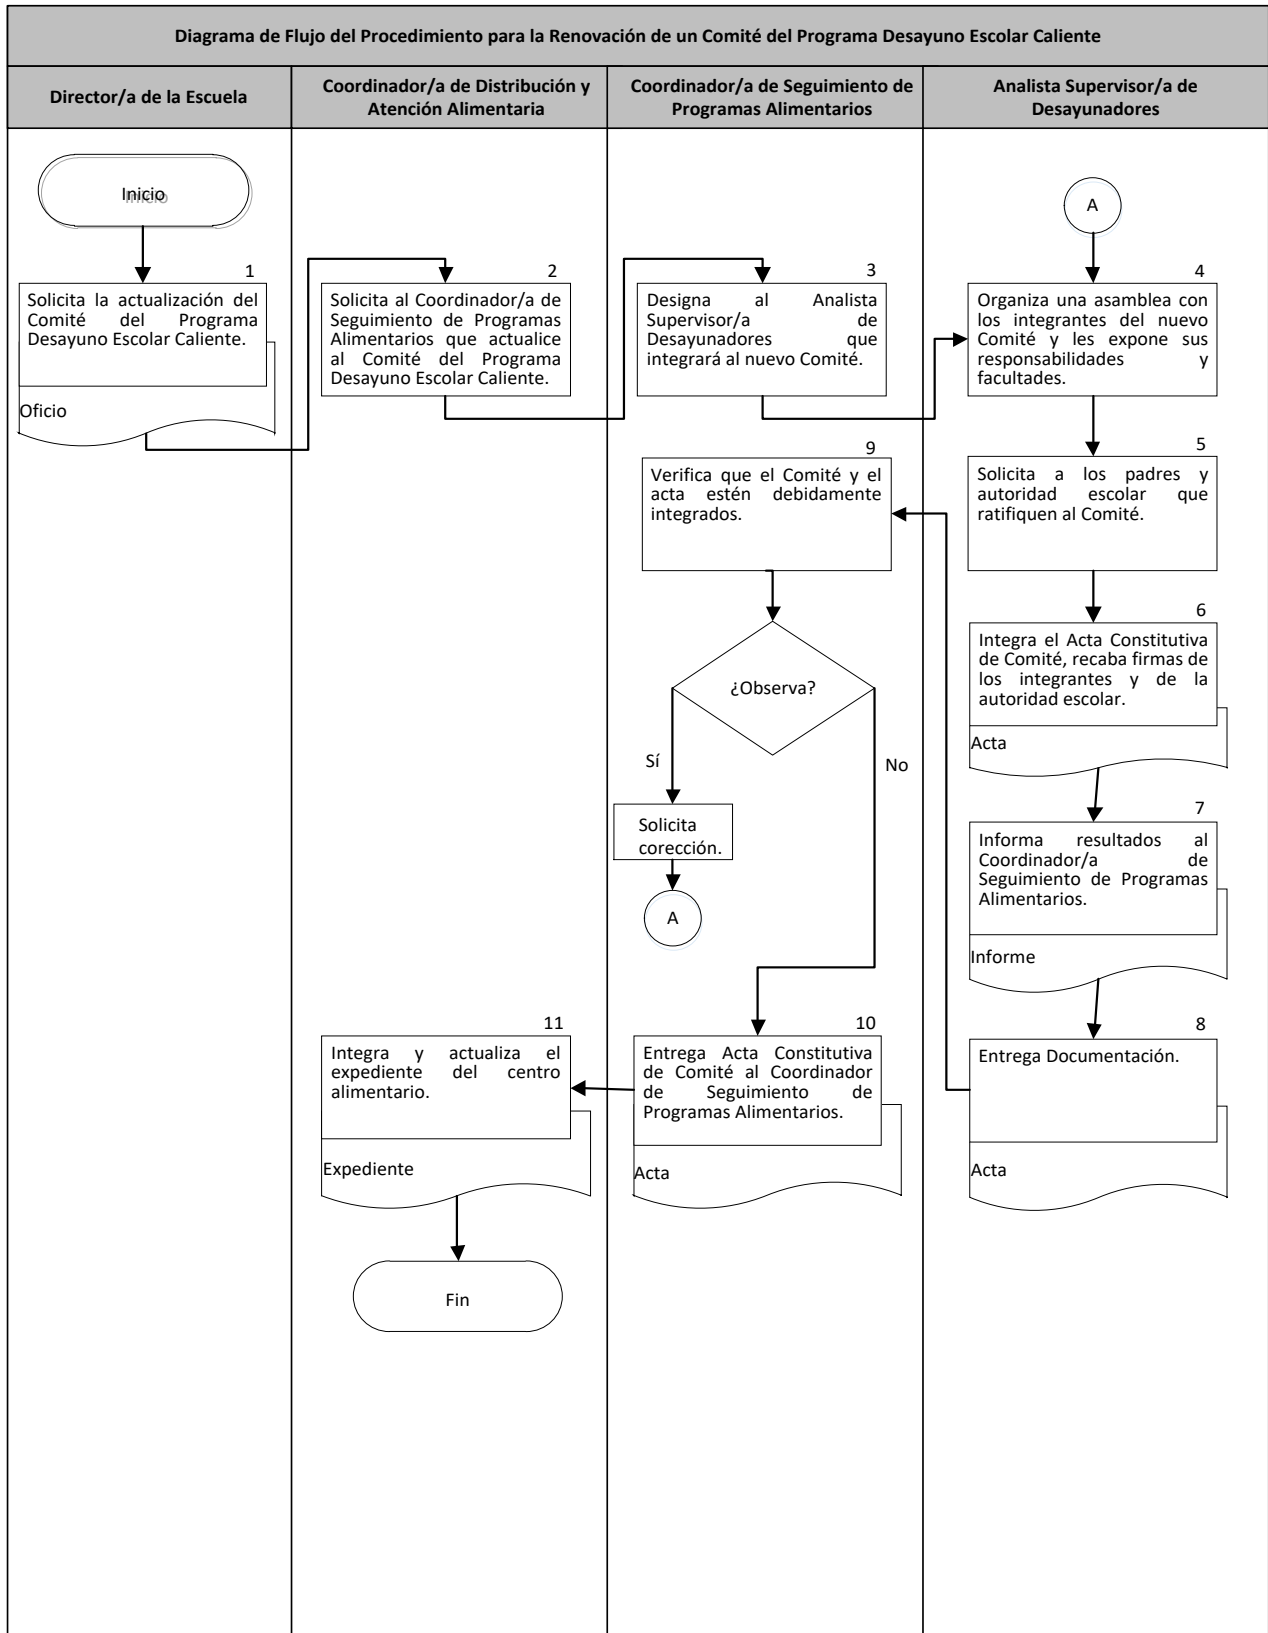 Diagrama de Flujo del Procedimiento para la Renovación de un Comité del Programa Desayuno Escolar Caliente
Director/a de la Escuela
Coordinador/a de Distribución y
Atención Alimentaria
Coordinador/a de Seguimiento de
Programas Alimentarios
Analista Supervisor/a de
Desayunadores
Inicio
1
Solicita la actualización del
Comité del Programa
Desayuno Escolar Caliente.
Oficio
2
Solicita al Coordinador/a de
Seguimiento de Programas
Alimentarios que actualice
al Comité del Programa
Desayuno Escolar Caliente.
3
Designa al Analista
Supervisor/a de
Desayunadores que
integrará al nuevo Comité.
A
4
Organiza una asamblea con
los integrantes del nuevo
Comité y les expone sus
responsabilidades y
facultades.
5
Solicita a los padres y
autoridad escolar que
ratifiquen al Comité.
6
Integra el Acta Constitutiva
de Comité, recaba firmas de
los integrantes y de la
autoridad escolar.
Acta
7
Informa resultados al
Coordinador/a de
Seguimiento de Programas
Alimentarios.
Informe
8
Entrega Documentación.
Acta
9
Verifica que el Comité y el
acta estén debidamente
integrados.
¿Observa?
Sí
No
Solicita
corección.
A
10
Entrega Acta Constitutiva
de Comité al Coordinador
de Seguimiento de
Programas Alimentarios.
Acta
11
Integra y actualiza el
expediente del centro
alimentario.
Expediente
Fin